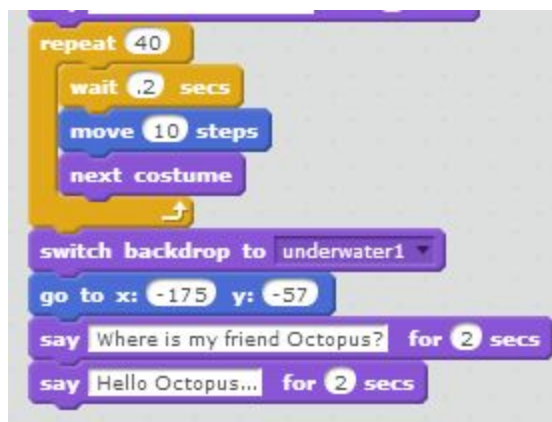 repeat 40
wait .2 secs
move 10 steps
next costume
switch backdrop to underwater1
go to x: -175 y: -57
say Where is my friend Octopus? for 2 secs
say Hello Octopus... for 2 secs